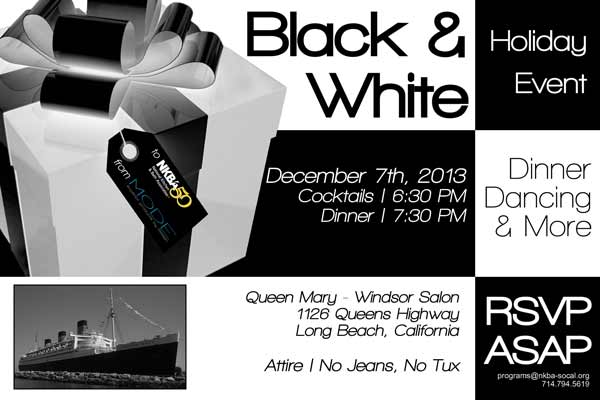 Black &
White
Holiday
Event
December 7th, 2013
Cocktails | 6:30 PM
Dinner | 7:30 PM
Dinner
Dancing
& More
to
NKBA 50
from
MORE
Queen Mary - Windsor Salon
1126 Queens Highway
Long Beach, California
Attire | No Jeans, No Tux
RSVP
ASAP
programs@nkba-socal.org
714.794.5619